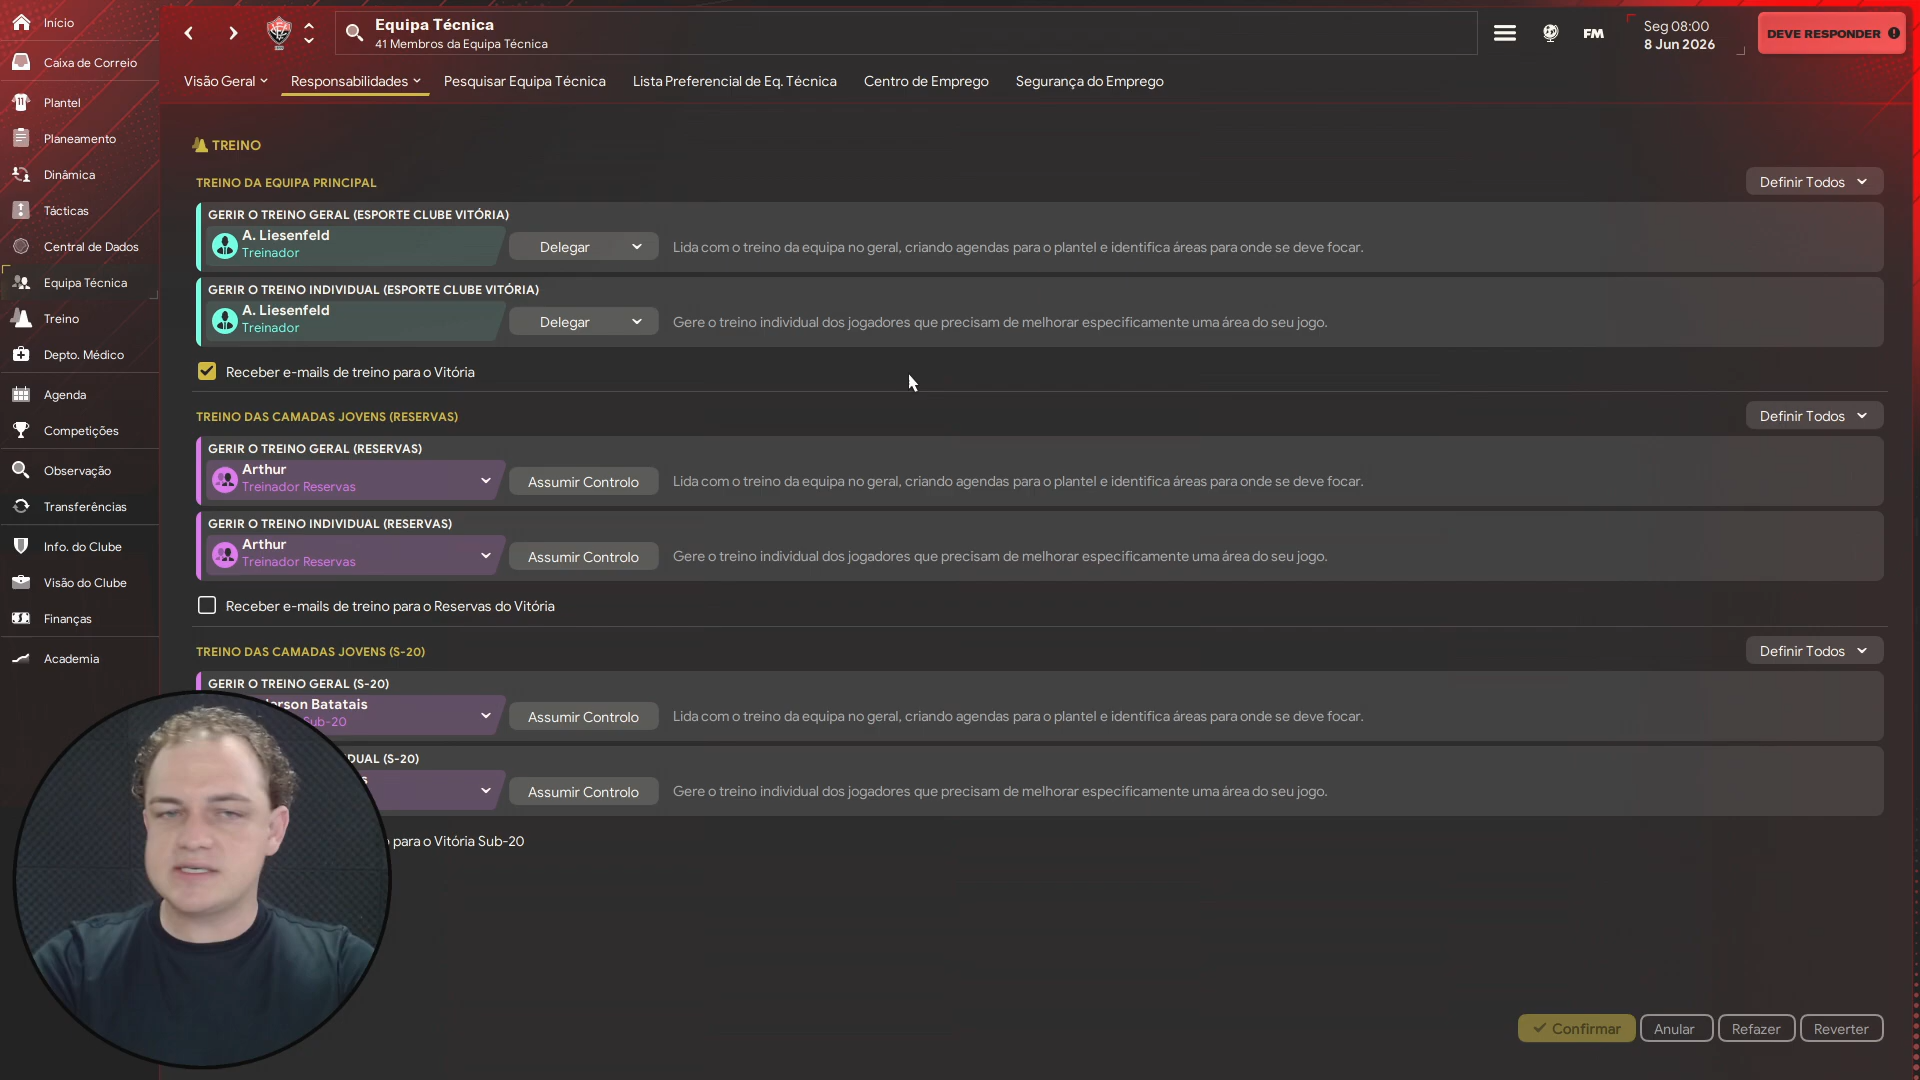 Início
Caixa de Correio
Plantel
Planeamento
Dinâmica
Tácticas
Central de Dados
Equipa Técnica
Treino
Depto. Médico
Agenda
Competições
Observação
Transferências
Info. do Clube
Visão do Clube
Finanças
Academia
Equipa Técnica
41 Membros da Equipa Técnica
FM
Seg 08:00
8 Jun 2026
DEVE RESPONDER
Visão Geral
Responsabilidades
Pesquisar Equipa Técnica
Lista Preferencial de Eq. Técnica
Centro de Emprego
Segurança do Emprego
TREINO
TREINO DA EQUIPA PRINCIPAL
Definir Todos
GERIR O TREINO GERAL (ESPORTE CLUBE VITÓRIA)
A. Liesenfeld
Treinador
Delegar
Lida com o treino da equipa no geral, criando agendas para o plantel e identifica áreas para onde se deve focar.
GERIR O TREINO INDIVIDUAL (ESPORTE CLUBE VITÓRIA)
A. Liesenfeld
Treinador
Delegar
Gere o treino individual dos jogadores que precisam de melhorar especificamente uma área do seu jogo.
Receber e-mails de treino para o Vitória
TREINO DAS CAMADAS JOVENS (RESERVAS)
Definir Todos
GERIR O TREINO GERAL (RESERVAS)
Arthur
Treinador Reservas
Assumir Controlo
Lida com o treino da equipa no geral, criando agendas para o plantel e identifica áreas para onde se deve focar.
GERIR O TREINO INDIVIDUAL (RESERVAS)
Arthur
Treinador Reservas
Assumir Controlo
Gere o treino individual dos jogadores que precisam de melhorar especificamente uma área do seu jogo.
Receber e-mails de treino para o Reservas do Vitória
TREINO DAS CAMADAS JOVENS (S-20)
Definir Todos
GERIR O TREINO GERAL (S-20)
erson Batatais
Sub-20
Assumir Controlo
Lida com o treino da equipa no geral, criando agendas para o plantel e identifica áreas para onde se deve focar.
DUAL (S-20)
Assumir Controlo
Gere o treino individual dos jogadores que precisam de melhorar especificamente uma área do seu jogo.
para o Vitória Sub-20
Confirmar
Anular
Refazer
Reverter